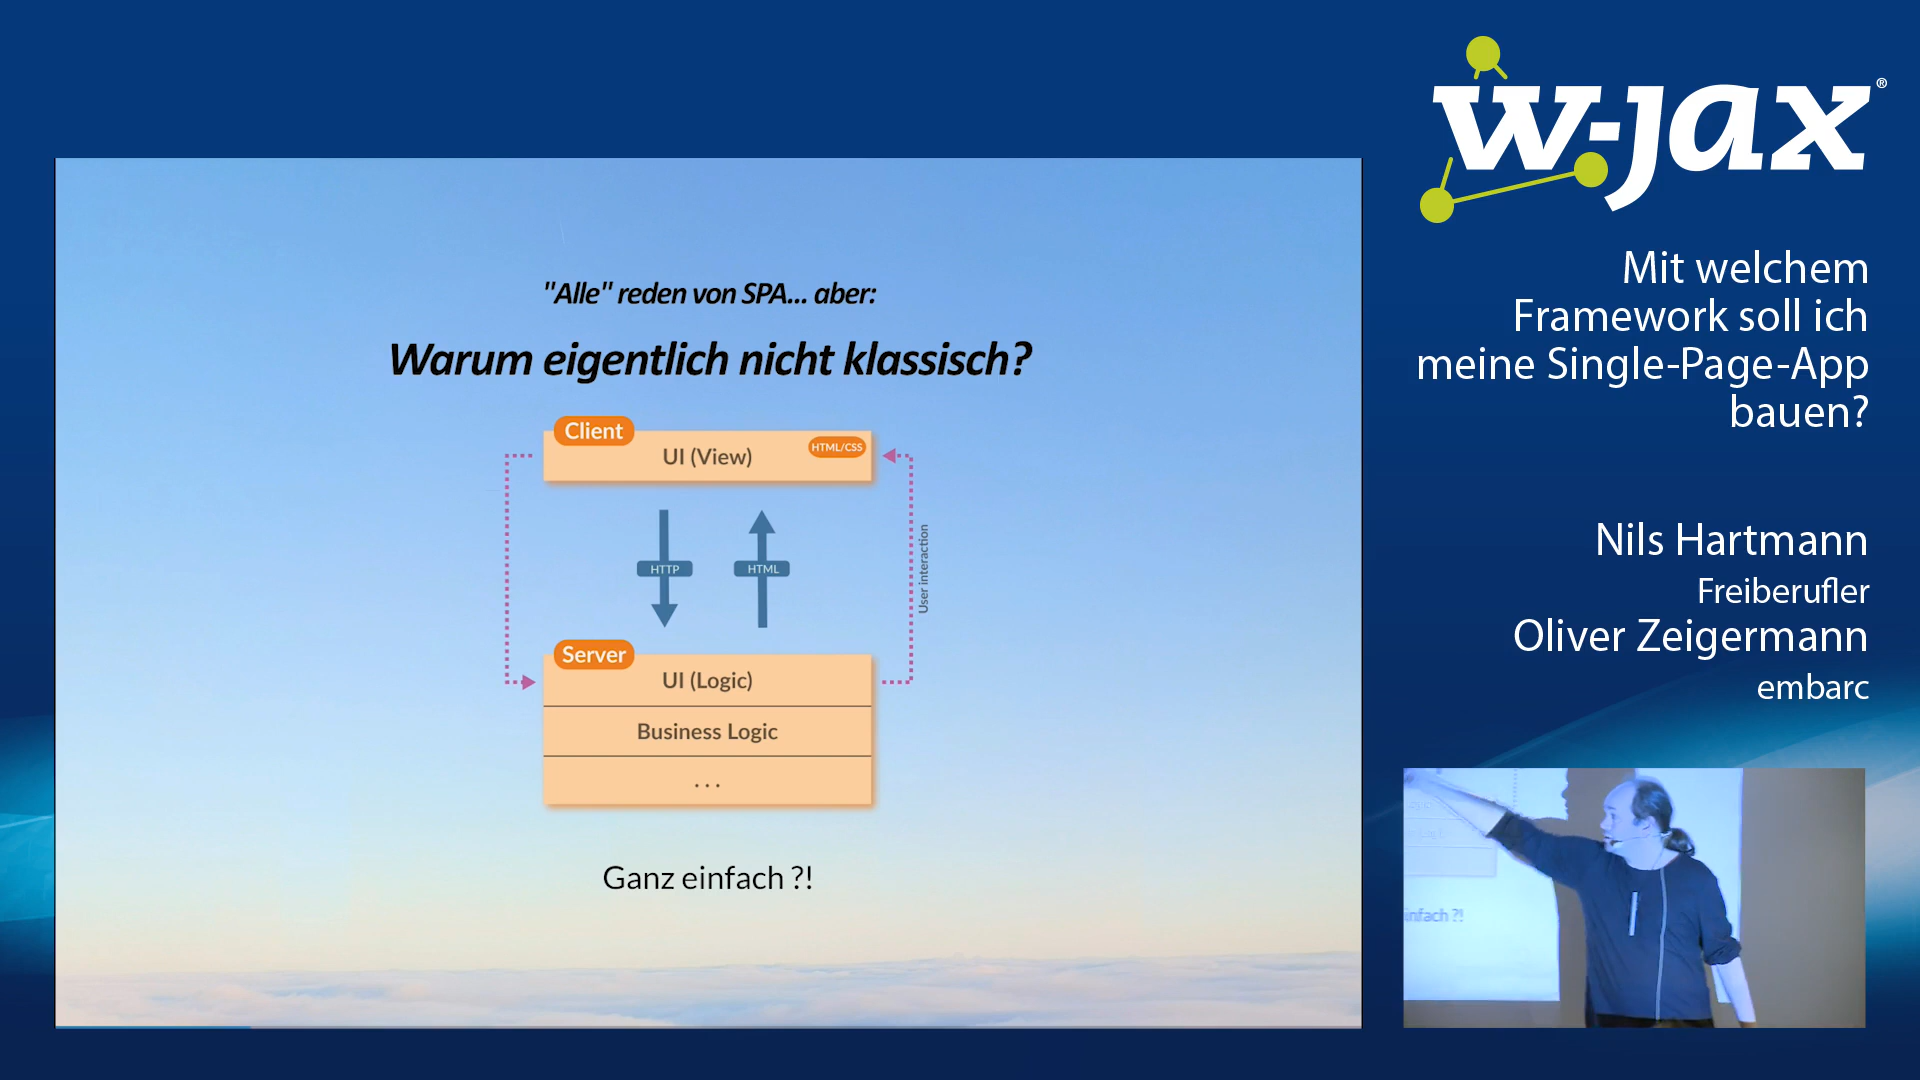 "Alle" reden von SPA... aber:
Warum eigentlich nicht klassisch?
Client
UI (View)
HTML/CSS
HTTP
HTML
User interaction
Server
UI (Logic)
Business Logic
...
Ganz einfach ?!
w-jax®
Mit welchem
Framework soll ich
meine Single-Page-App
bauen?
Nils Hartmann
Freiberufler
Oliver Zeigermann
embarc
infach ?!